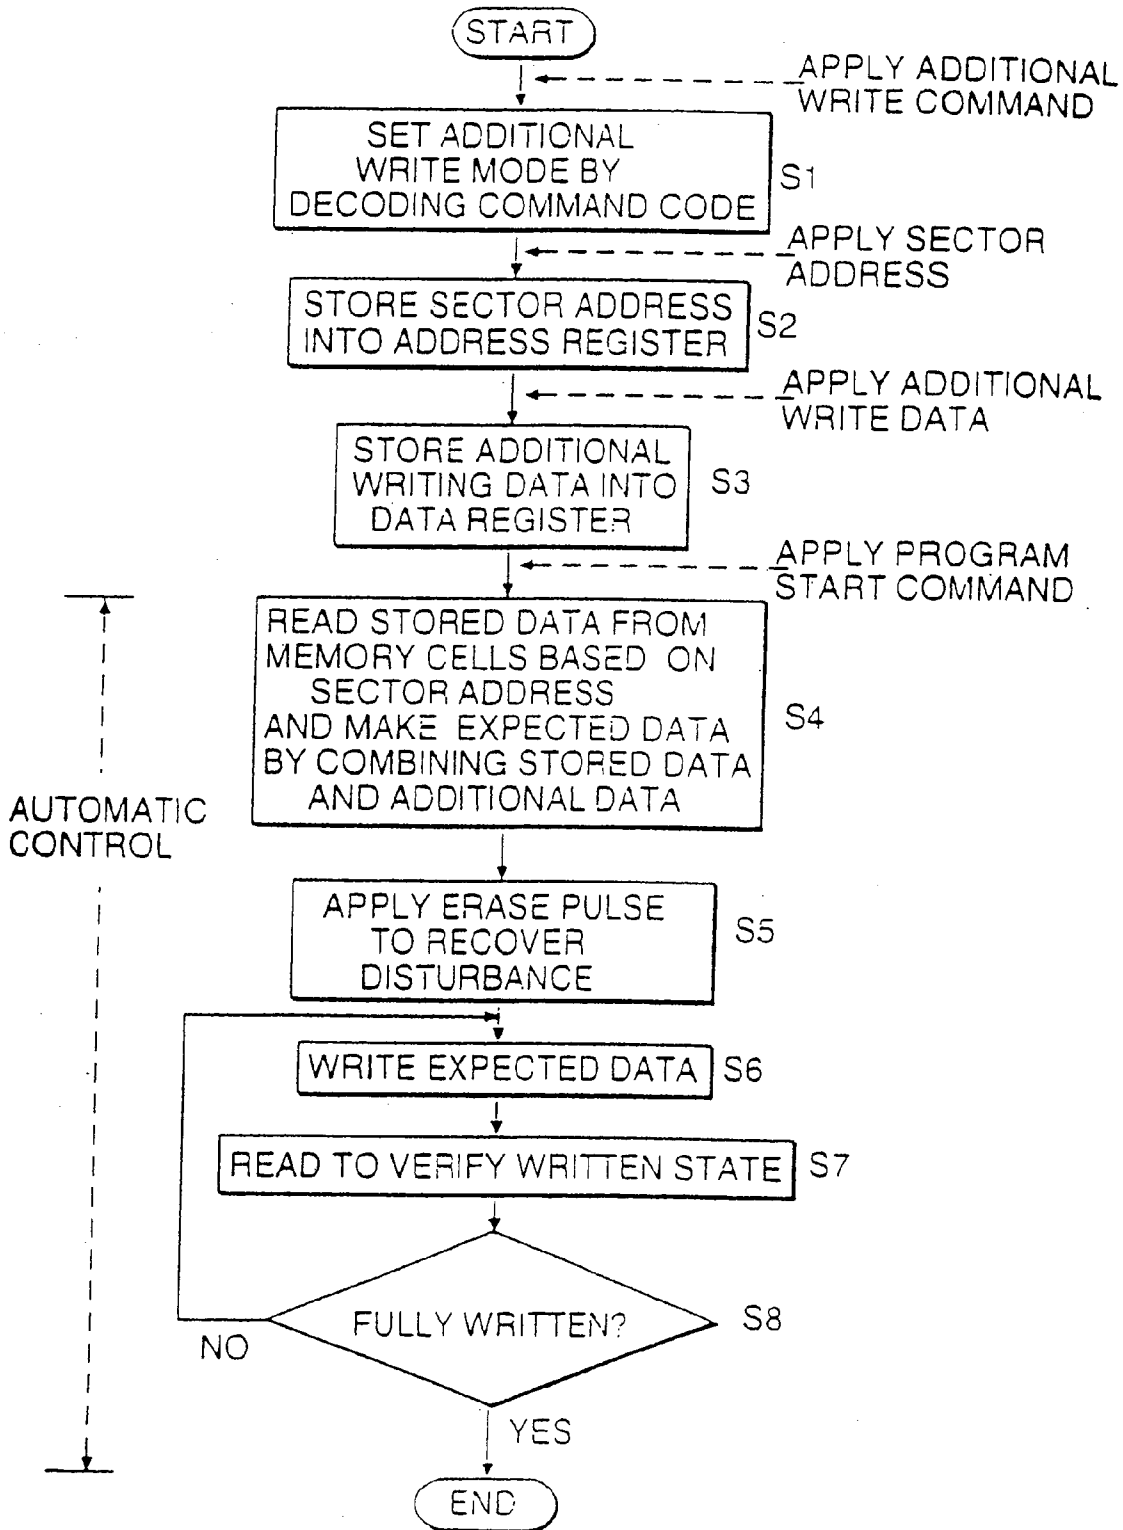 START
APPLY ADDITIONAL
WRITE COMMAND
SET ADDITIONAL
WRITE MODE BY
DECODING COMMAND CODE
S1
APPLY SECTOR
ADDRESS
STORE SECTOR ADDRESS
INTO ADDRESS REGISTER
S2
APPLY ADDITIONAL
WRITE DATA
STORE ADDITIONAL
WRITING DATA INTO
DATA REGISTER
S3
APPLY PROGRAM
START COMMAND
READ STORED DATA FROM
MEMORY CELLS BASED ON
SECTOR ADDRESS
AND MAKE EXPECTED DATA
BY COMBINING STORED DATA
AND ADDITIONAL DATA
S4
AUTOMATIC
CONTROL
APPLY ERASE PULSE
TO RECOVER
DISTURBANCE
S5
WRITE EXPECTED DATA
S6
READ TO VERIFY WRITTEN STATE
S7
FULLY WRITTEN?
S8
NO
YES
END